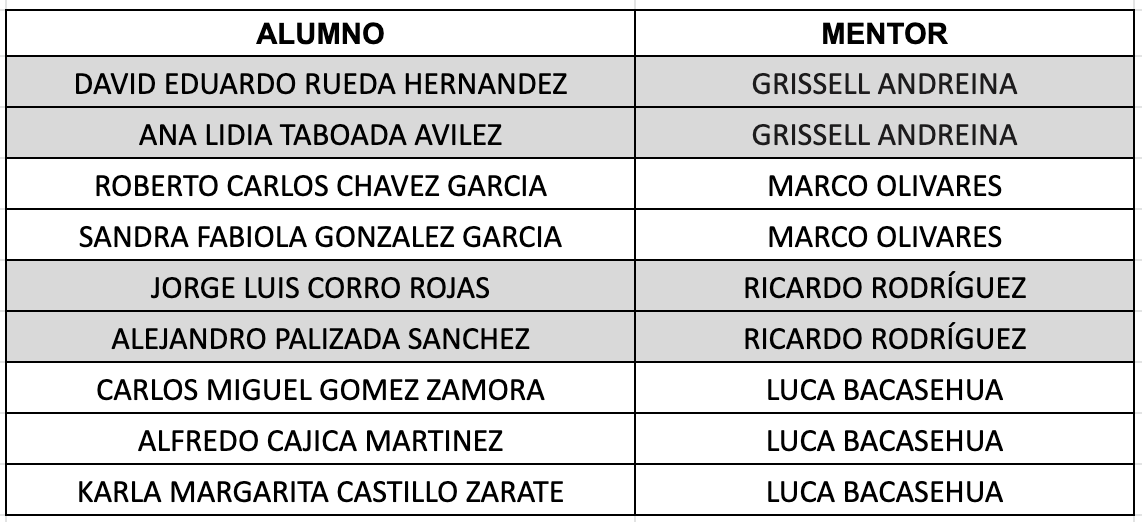 ALUMNO MENTOR
DAVID EDUARDO RUEDA HERNANDEZ GRISSELL ANDREINA
ANA LIDIA TABOADA AVILEZ GRISSELL ANDREINA
ROBERTO CARLOS CHAVEZ GARCIA MARCO OLIVARES
SANDRA FABIOLA GONZALEZ GARCIA MARCO OLIVARES
JORGE LUIS CORRO ROJAS RICARDO RODRÍGUEZ
ALEJANDRO PALIZADA SANCHEZ RICARDO RODRÍGUEZ
CARLOS MIGUEL GOMEZ ZAMORA LUCA BACASEHUA
ALFREDO CAJICA MARTINEZ LUCA BACASEHUA
KARLA MARGARITA CASTILLO ZARATE LUCA BACASEHUA